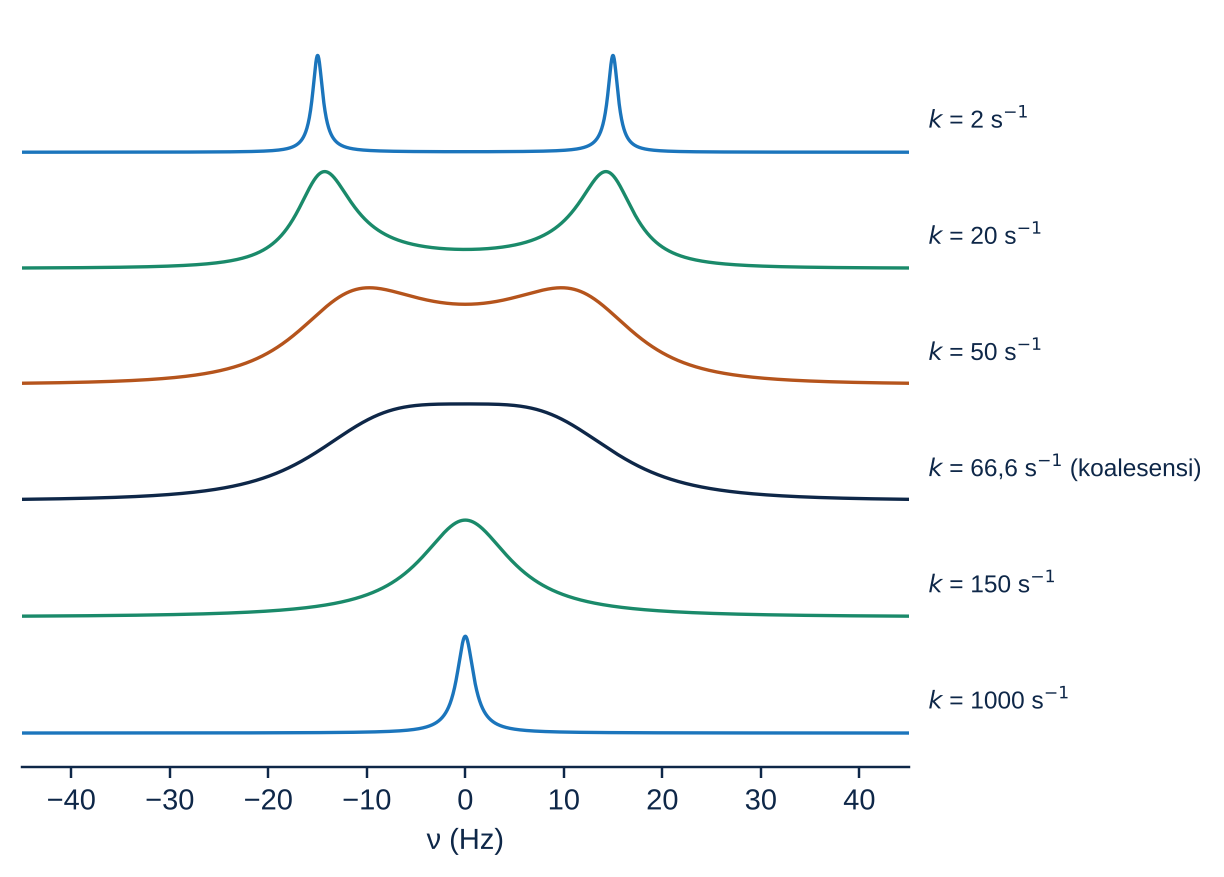 k = 2 s⁻¹
k = 20 s⁻¹
k = 50 s⁻¹
k = 66,6 s⁻¹ (koalesensi)
k = 150 s⁻¹
k = 1000 s⁻¹
−40 −30 −20 −10 0 10 20 30 40
ν (Hz)